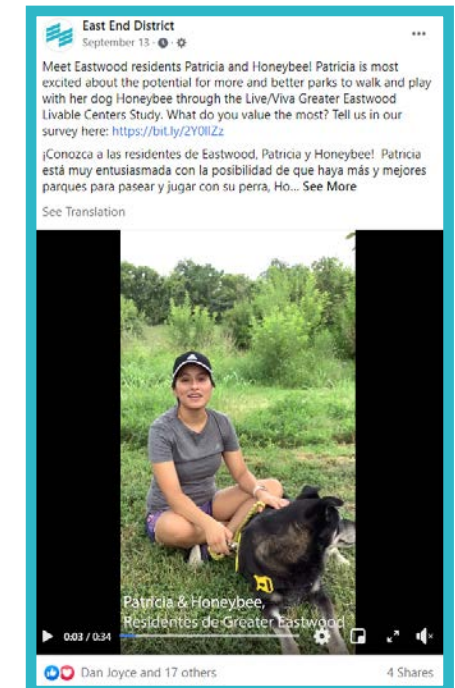 East End District
September 13 ·
Meet Eastwood residents Patricia and Honeybee! Patricia is most
excited about the potential for more and better parks to walk and play
with her dog Honeybee through the Live/Viva Greater Eastwood
Livable Centers Study. What do you value the most? Tell us in our
survey here: https://bit.ly/2Y0llZz
¡Conozca a las residentes de Eastwood, Patricia y Honeybee! Patricia
está muy entusiasmada con la posibilidad de que haya más y mejores
parques para pasear y jugar con su perra, Ho... See More
See Translation
Patricia & Honeybee,
Residentes de Greater Eastwood
0:03 / 0:34
Dan Joyce and 17 others 4 Shares